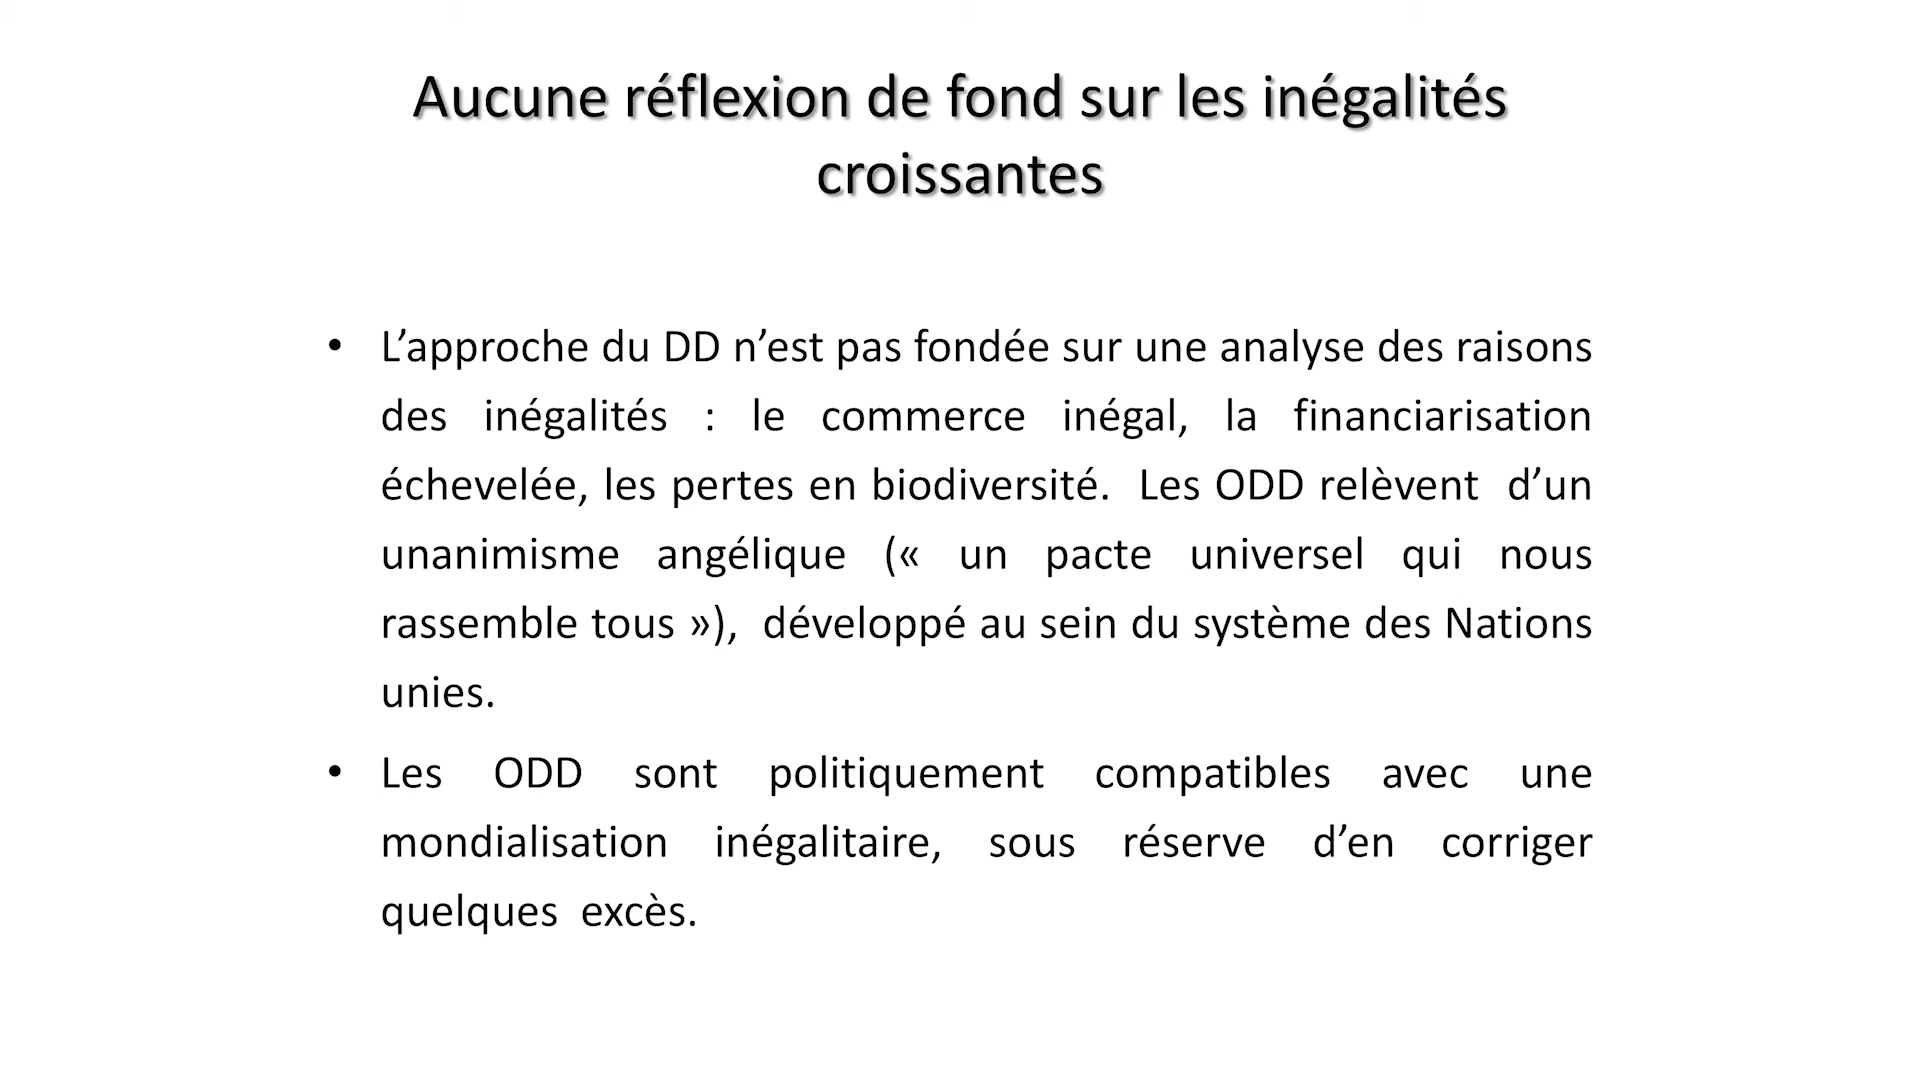 Aucune réflexion de fond sur les inégalités
croissantes
• L’approche du DD n’est pas fondée sur une analyse des raisons
des inégalités : le commerce inégal, la financiarisation
échevelée, les pertes en biodiversité. Les ODD relèvent d’un
unanimisme angélique (« un pacte universel qui nous
rassemble tous »), développé au sein du système des Nations
unies.
• Les ODD sont politiquement compatibles avec une
mondialisation inégalitaire, sous réserve d’en corriger
quelques excès.